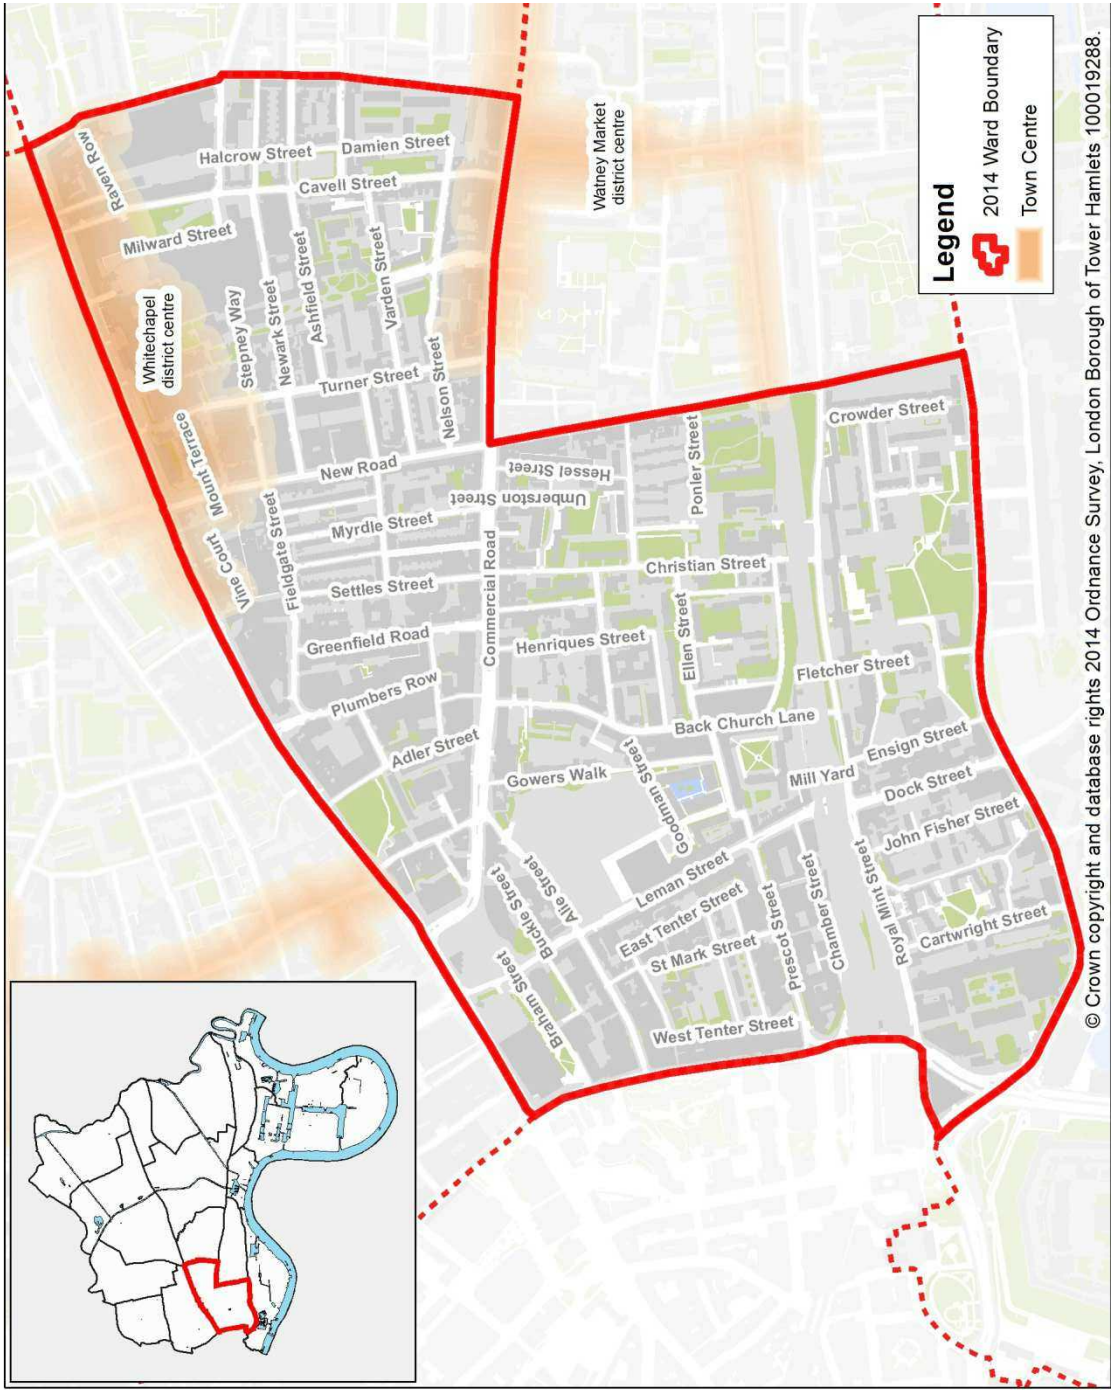 Raven Row
Halcrow Street
Damien Street
Cavell Street
Milward Street
Whitechapel
district centre
Watney Market
district centre
Stepney Way
Newark Street
Ashfield Street
Varden Street
Turner Street
Nelson Street
Mount Terrace
Vine Court
New Road
Fieldgate Street
Myrdle Street
Settles Street
Greenfield Road
Plumbers Row
Adler Street
Commercial Road
Umberston Street
Hessel Street
Ponler Street
Crowder Street
Christian Street
Henriques Street
Ellen Street
Fletcher Street
Back Church Lane
Gowers Walk
Goodman Street
Mill Yard
Ensign Street
Dock Street
John Fisher Street
Royal Mint Street
Cartwright Street
Chamber Street
Prescot Street
Leman Street
East Tenter Street
St Mark Street
West Tenter Street
Alie Street
Buckle Street
Braham Street
Legend
2014 Ward Boundary
Town Centre
© Crown copyright and database rights 2014 Ordnance Survey, London Borough of Tower Hamlets 100019288.